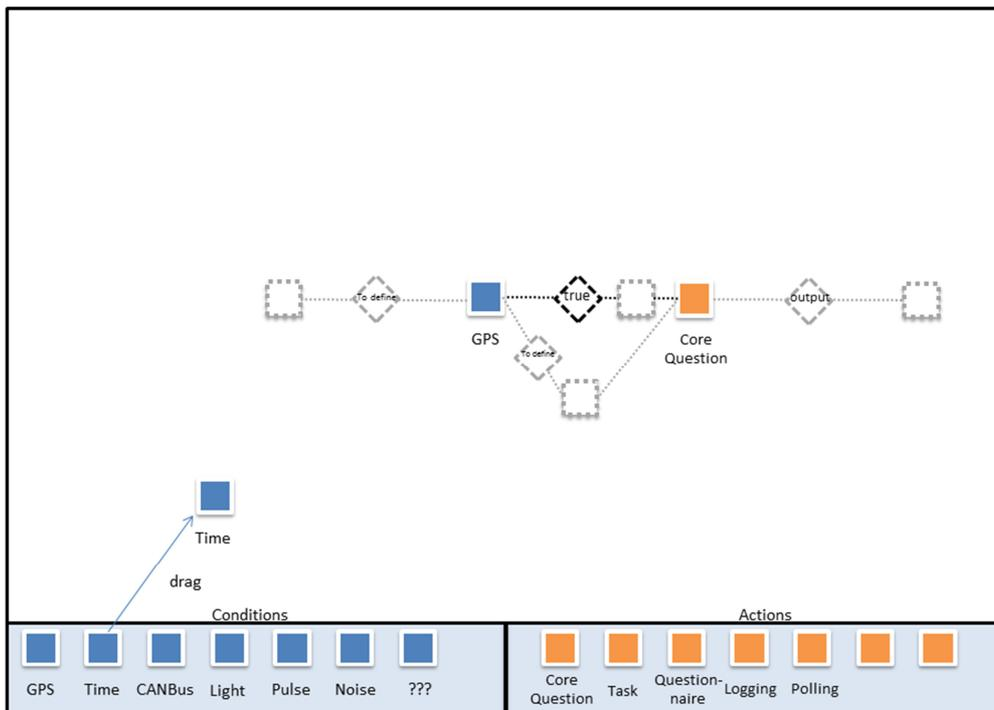 To define
true
output
GPS
Core
Question
To define
Time
drag
Conditions
Actions
GPS
Time
CANBus
Light
Pulse
Noise
???
Core
Question
Task
Question-
naire
Logging
Polling